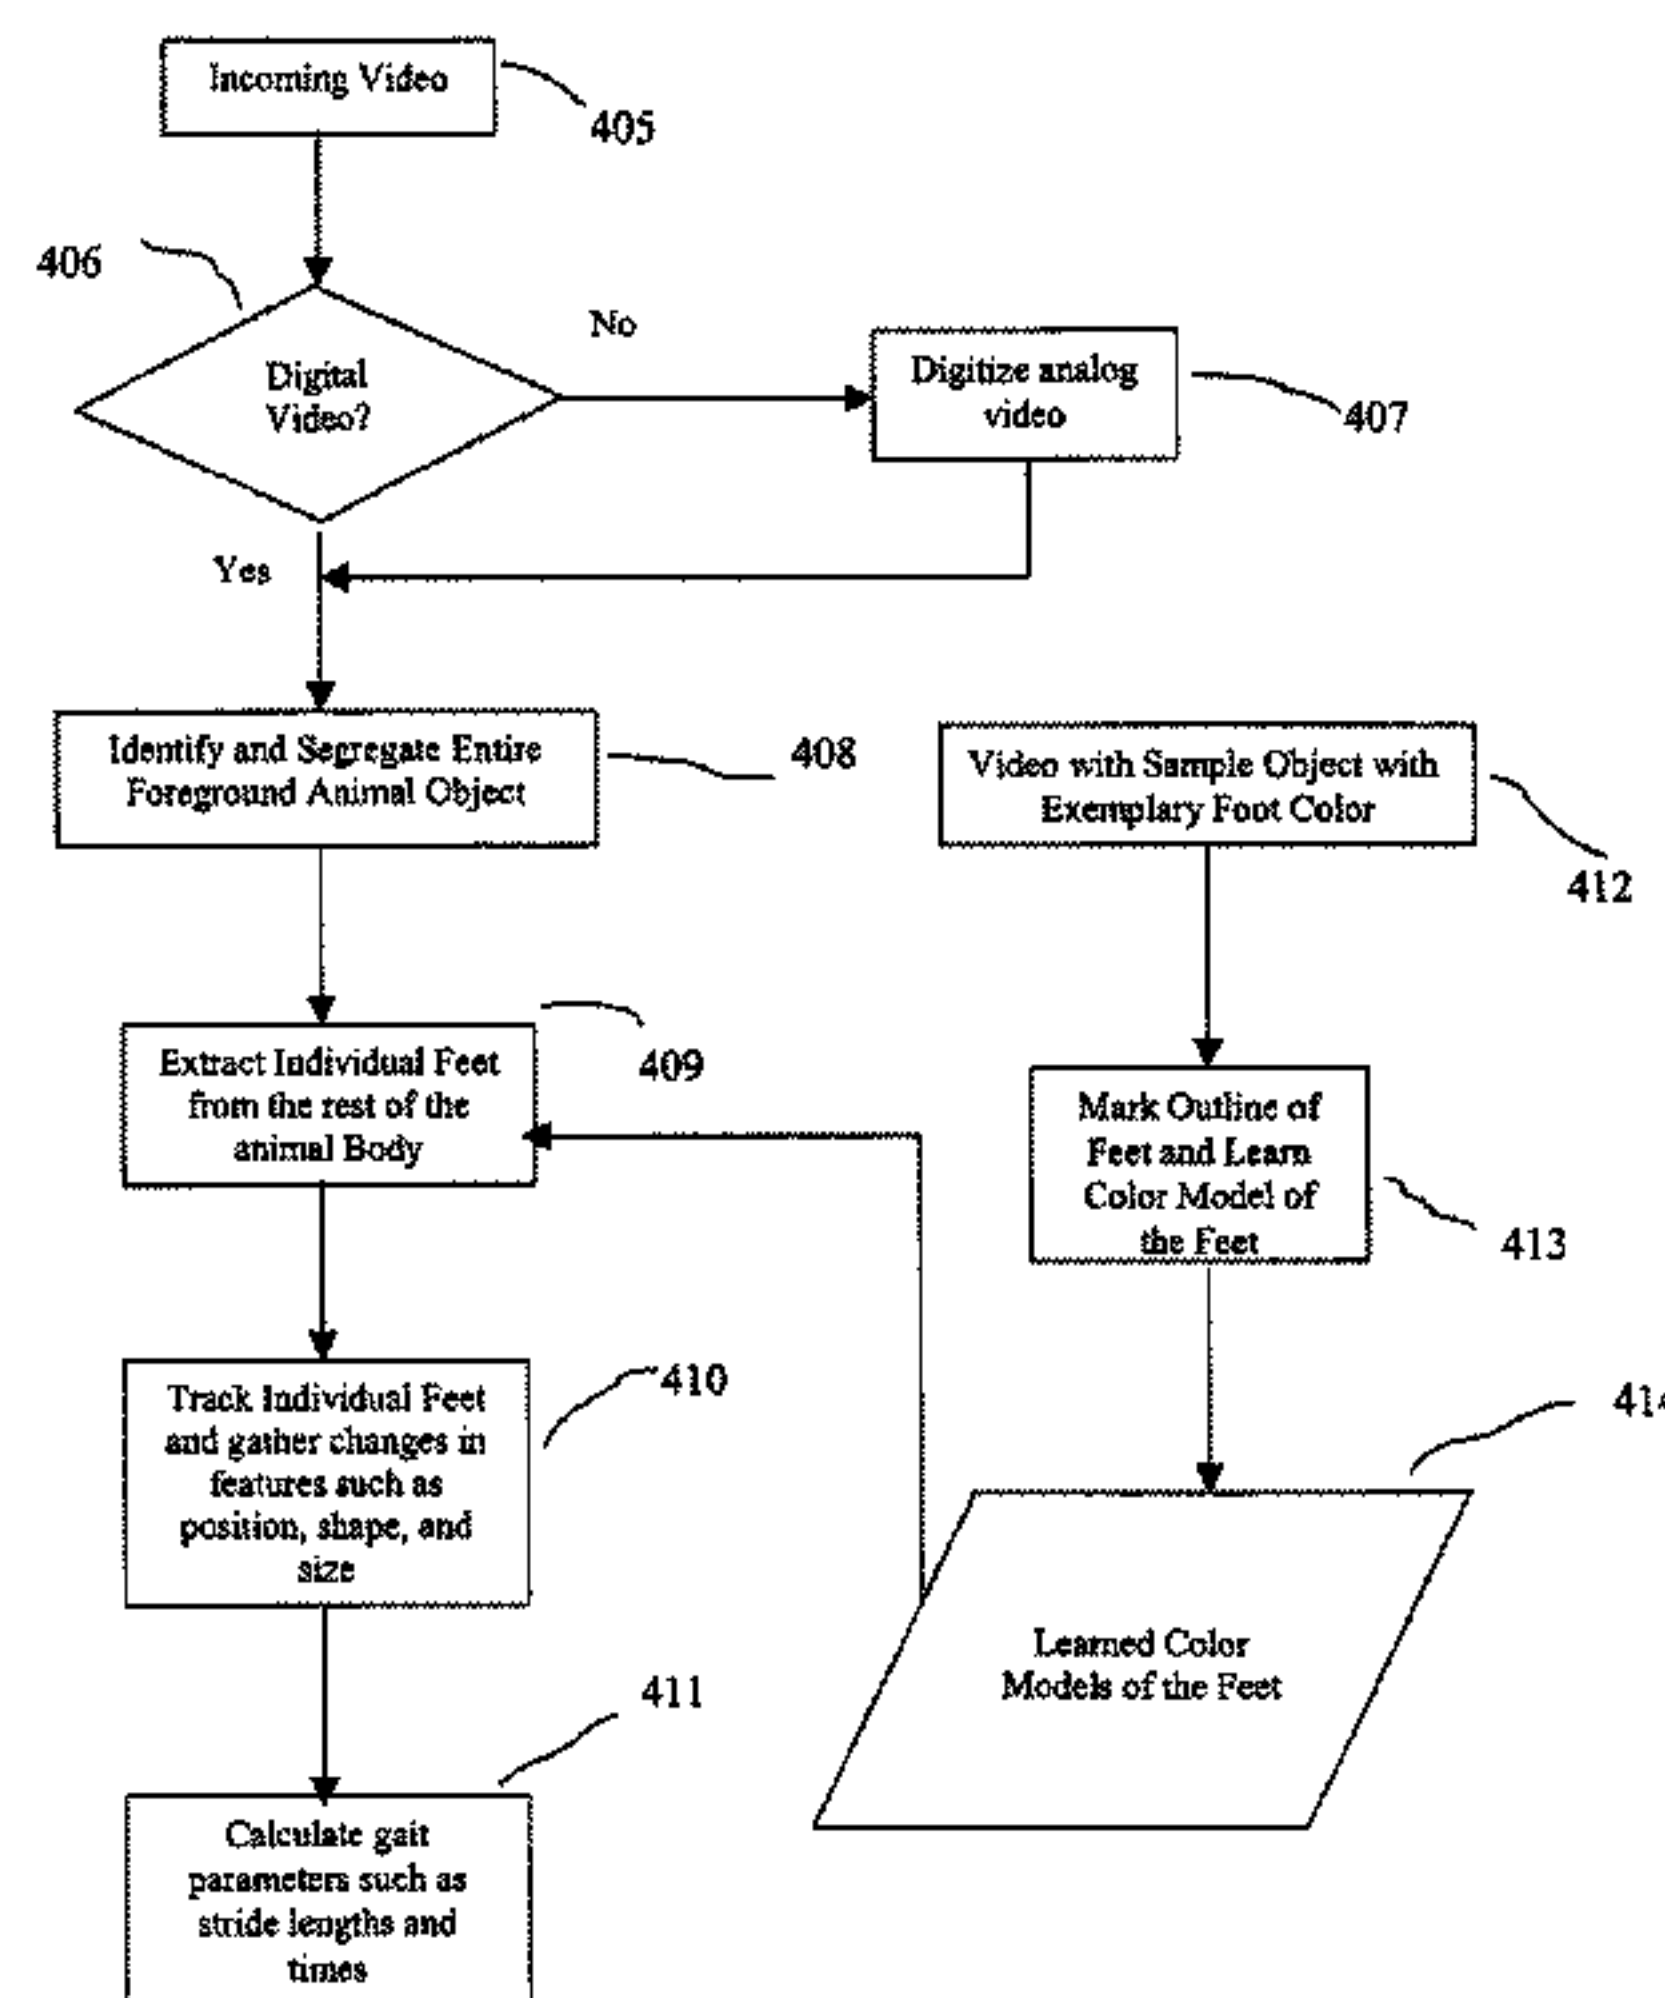 Incoming Video
405
406
Digital
Video?
No
Digitize analog
video
407
Yes
Identify and Segregate Entire
Foreground Animal Object
408
Video with Sample Object with
Exemplary Foot Color
412
Extract Individual Feet
from the rest of the
animal Body
409
Mark Outline of
Feet and Learn
Color Model of
the Feet
413
Track Individual Feet
and gather changes in
features such as
position, shape, and
size
410
Learned Color
Models of the Feet
411
Calculate gait
parameters such as
stride lengths and
times